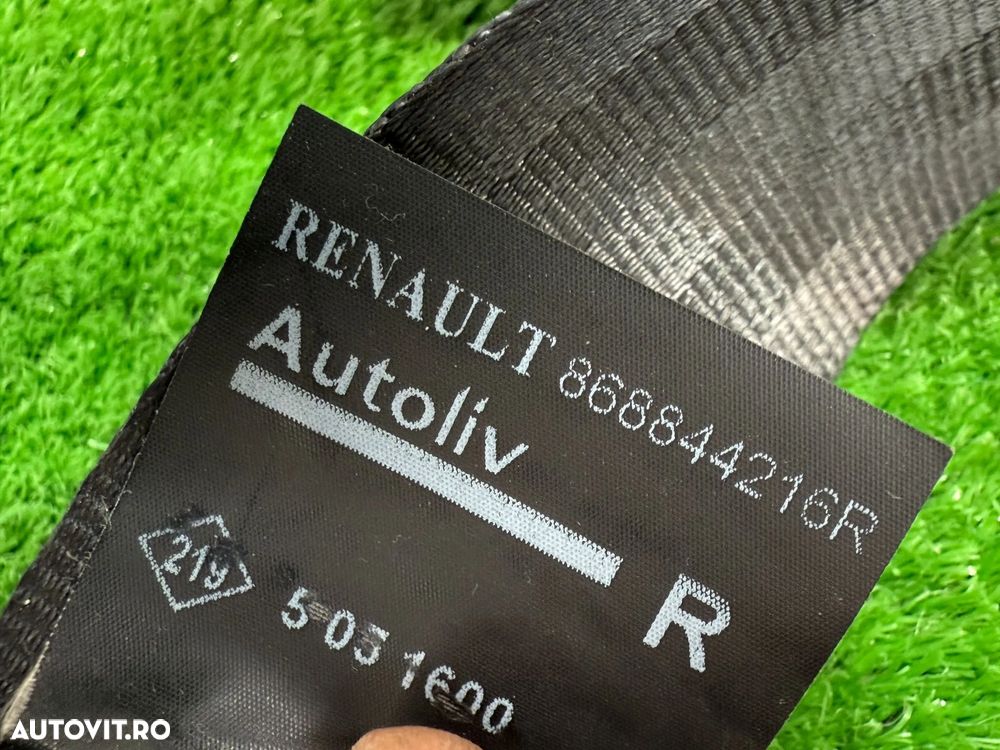 RENAULT 868844216R
Autoliv
R
219
5 05 1600
AUTOVIT.RO